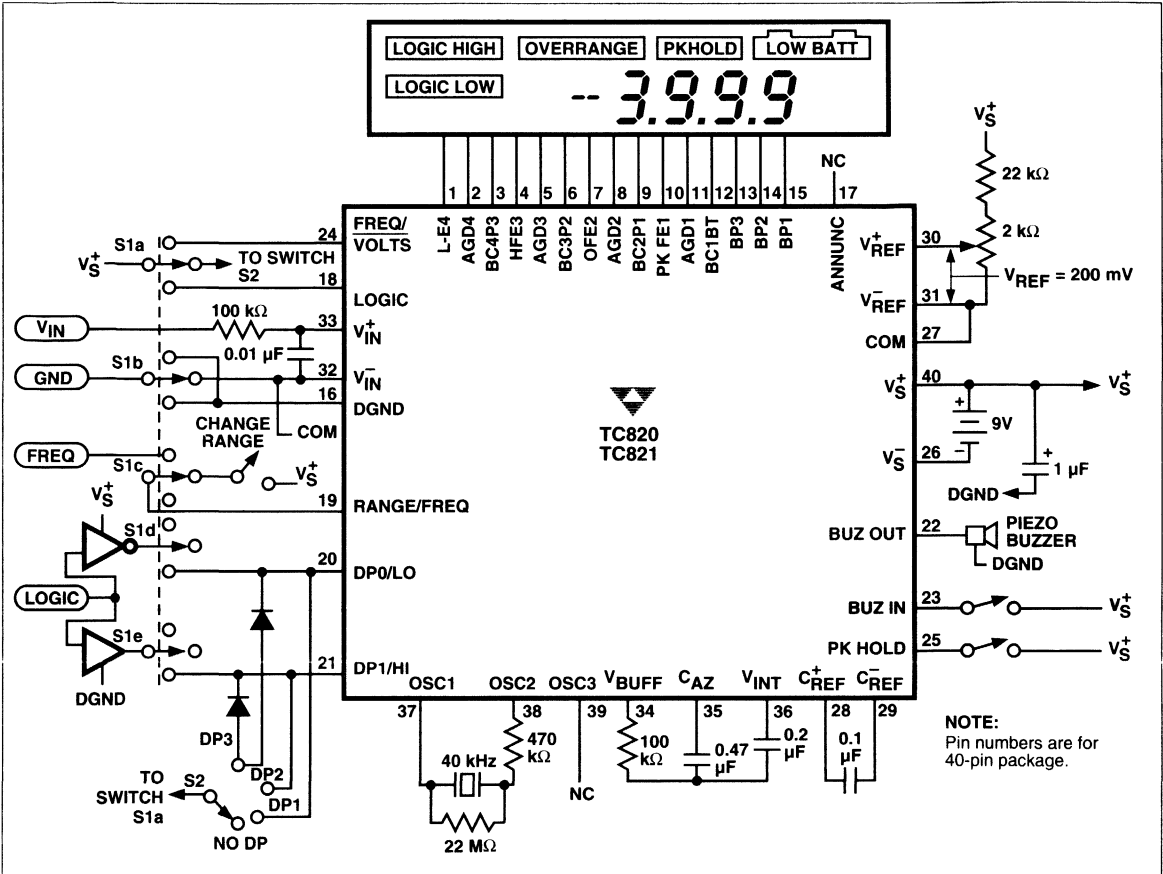 LOGIC HIGH OVERRANGE PKHOLD LOW BATT
LOGIC LOW -- 3.9.9.9
1 2 3 4 5 6 7 8 9 10 11 12 13 14 15
NC
17
L-E4
AGD4
BC4P3
HFE3
AGD3
BC3P2
OFE2
AGD2
BC2P1
PK FE1
AGD1
BC1BT
BP3
BP2
BP1
ANNUNC
V+S
22 kΩ
2 kΩ
30
V+REF
VREF = 200 mV
31
V−REF
27
COM
40
V+S
V+S
+
9V
−
26
V−S
+
1 µF
DGND
22
BUZ OUT
PIEZO
BUZZER
DGND
23
BUZ IN
V+S
25
PK HOLD
V+S
S1a
V+S
TO SWITCH
S2
24
FREQ/
VOLTS
18
LOGIC
VIN
100 kΩ
0.01 µF
33
V+IN
GND
S1b
32
V−IN
16
DGND
COM
CHANGE
RANGE
FREQ
S1c
V+S
19
RANGE/FREQ
V+S
S1d
20
DP0/LO
LOGIC
S1e
21
DP1/HI
DGND
DP3
DP2
DP1
TO
SWITCH
S1a
S2
NO DP
TC820
TC821
OSC1
OSC2
OSC3
VBUFF
CAZ
VINT
C+REF
C−REF
37
38
39
34
35
36
28
29
470
kΩ
40 kHz
22 MΩ
NC
100
kΩ
0.47
µF
0.2
µF
0.1
µF
NOTE:
Pin numbers are for
40-pin package.